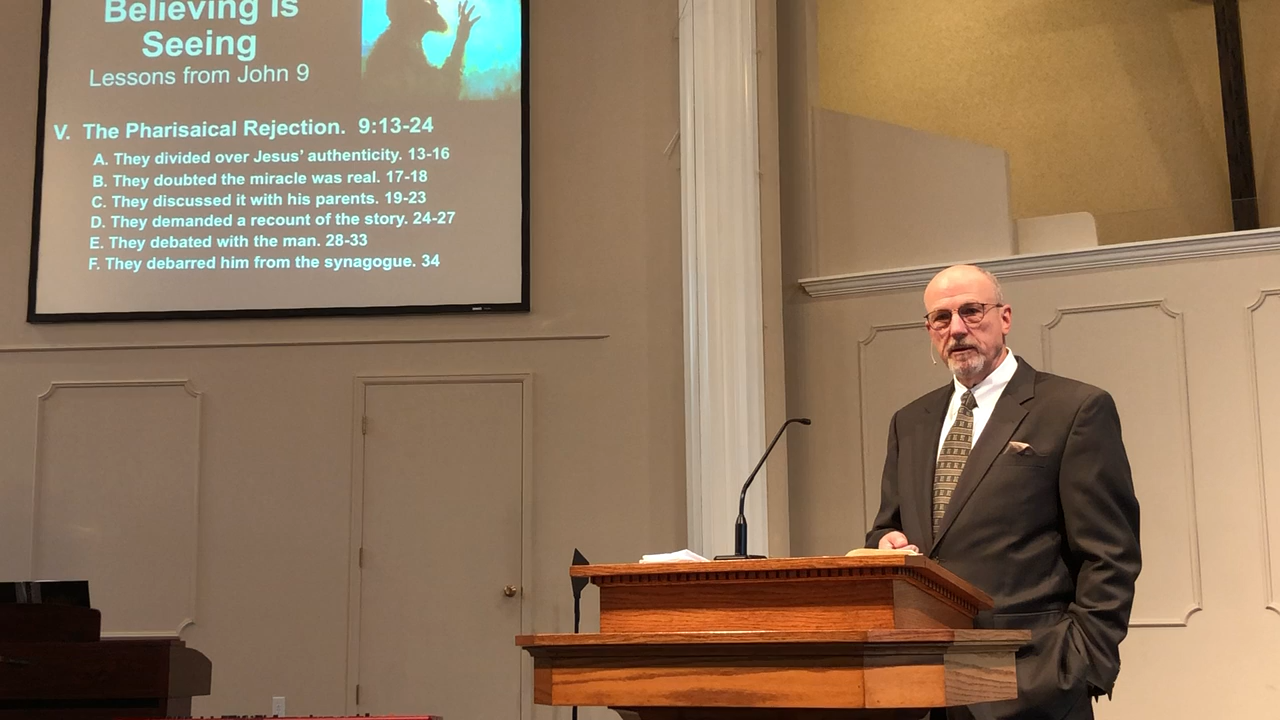 Believing is
Seeing
Lessons from John 9
V. The Pharisaical Rejection. 9:13-24
A. They divided over Jesus’ authenticity. 13-16
B. They doubted the miracle was real. 17-18
C. They discussed it with his parents. 19-23
D. They demanded a recount of the story. 24-27
E. They debated with the man. 28-33
F. They debarred him from the synagogue. 34